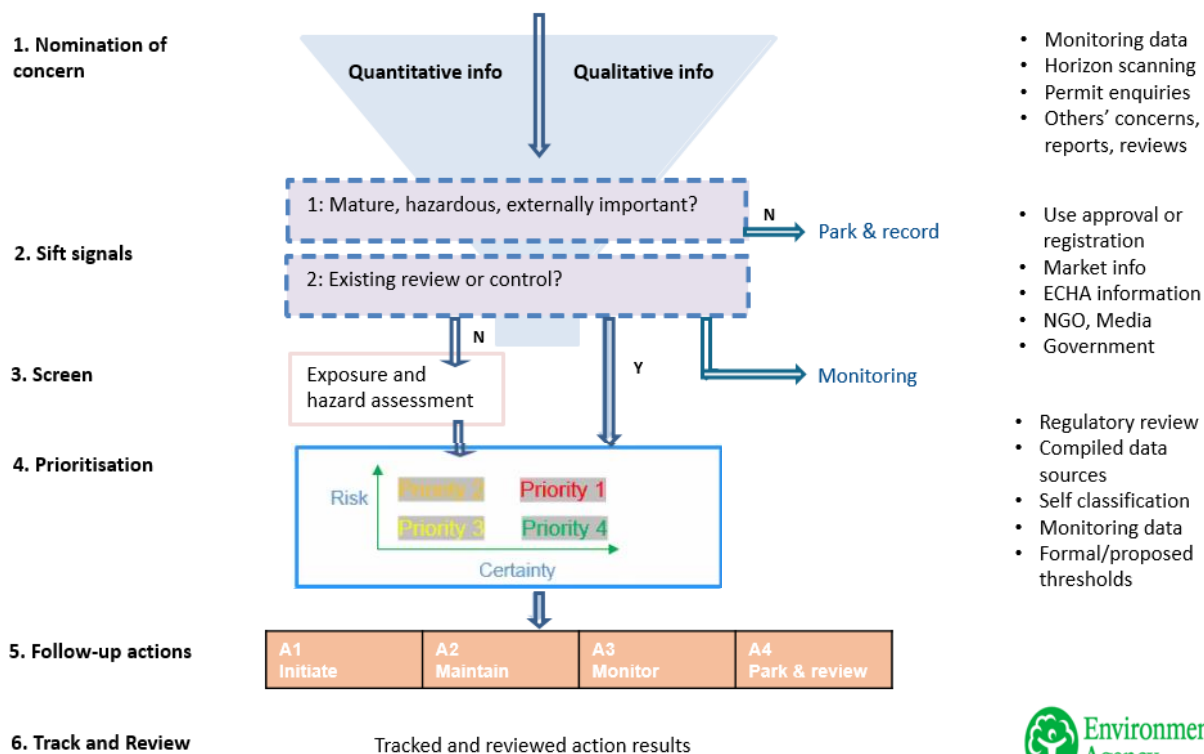 1. Nomination of
concern
Quantitative info
Qualitative info
• Monitoring data
• Horizon scanning
• Permit enquiries
• Others' concerns,
reports, reviews
2. Sift signals
1: Mature, hazardous, externally important?
N
Park & record
2: Existing review or control?
N
Y
Monitoring
• Use approval or
registration
• Market info
• ECHA information
• NGO, Media
• Government
3. Screen
Exposure and
hazard assessment
4. Prioritisation
Risk
Priority 2
Priority 1
Priority 3
Priority 4
Certainty
• Regulatory review
• Compiled data
sources
• Self classification
• Monitoring data
• Formal/proposed
thresholds
5. Follow-up actions
A1
Initiate
A2
Maintain
A3
Monitor
A4
Park & review
6. Track and Review
Tracked and reviewed action results